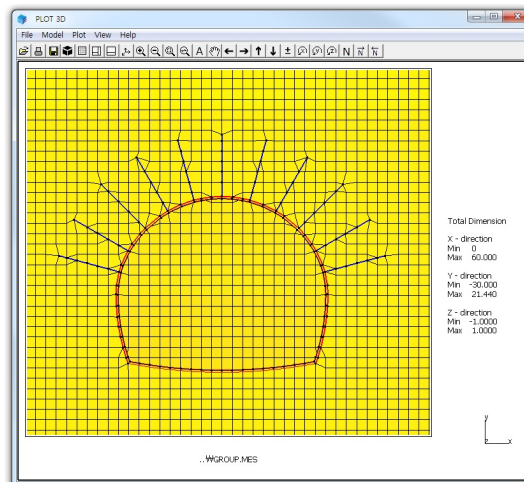 PLOT 3D
File Model Plot View Help
A N N N
Total Dimension
X - direction
Min 0
Max 60.000
Y - direction
Min -30.000
Max 21.440
Z - direction
Min -1.0000
Max 1.0000
y
z x
..₩GROUP.MES